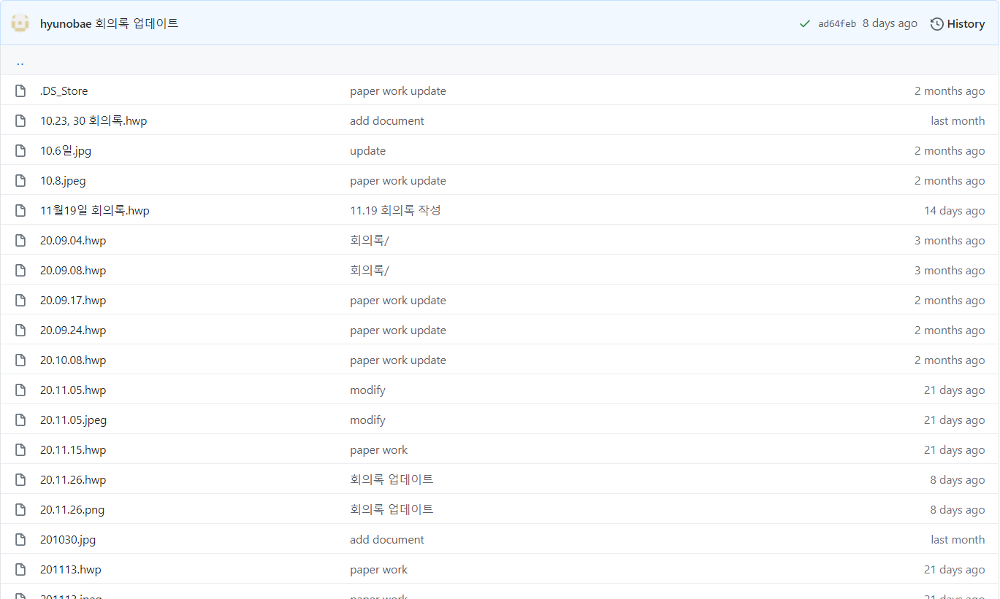 hyunobae 회의록 업데이트 ad64feb 8 days ago History
..
.DS_Store paper work update 2 months ago
10.23, 30 회의록.hwp add document last month
10.6일.jpg update 2 months ago
10.8.jpeg paper work update 2 months ago
11월19일 회의록.hwp 11.19 회의록 작성 14 days ago
20.09.04.hwp 회의록/ 3 months ago
20.09.08.hwp 회의록/ 3 months ago
20.09.17.hwp paper work update 2 months ago
20.09.24.hwp paper work update 2 months ago
20.10.08.hwp paper work update 2 months ago
20.11.05.hwp modify 21 days ago
20.11.05.jpeg modify 21 days ago
20.11.15.hwp paper work 21 days ago
20.11.26.hwp 회의록 업데이트 8 days ago
20.11.26.png 회의록 업데이트 8 days ago
201030.jpg add document last month
201113.hwp paper work 21 days ago
201113.jpeg paper work 21 days ago